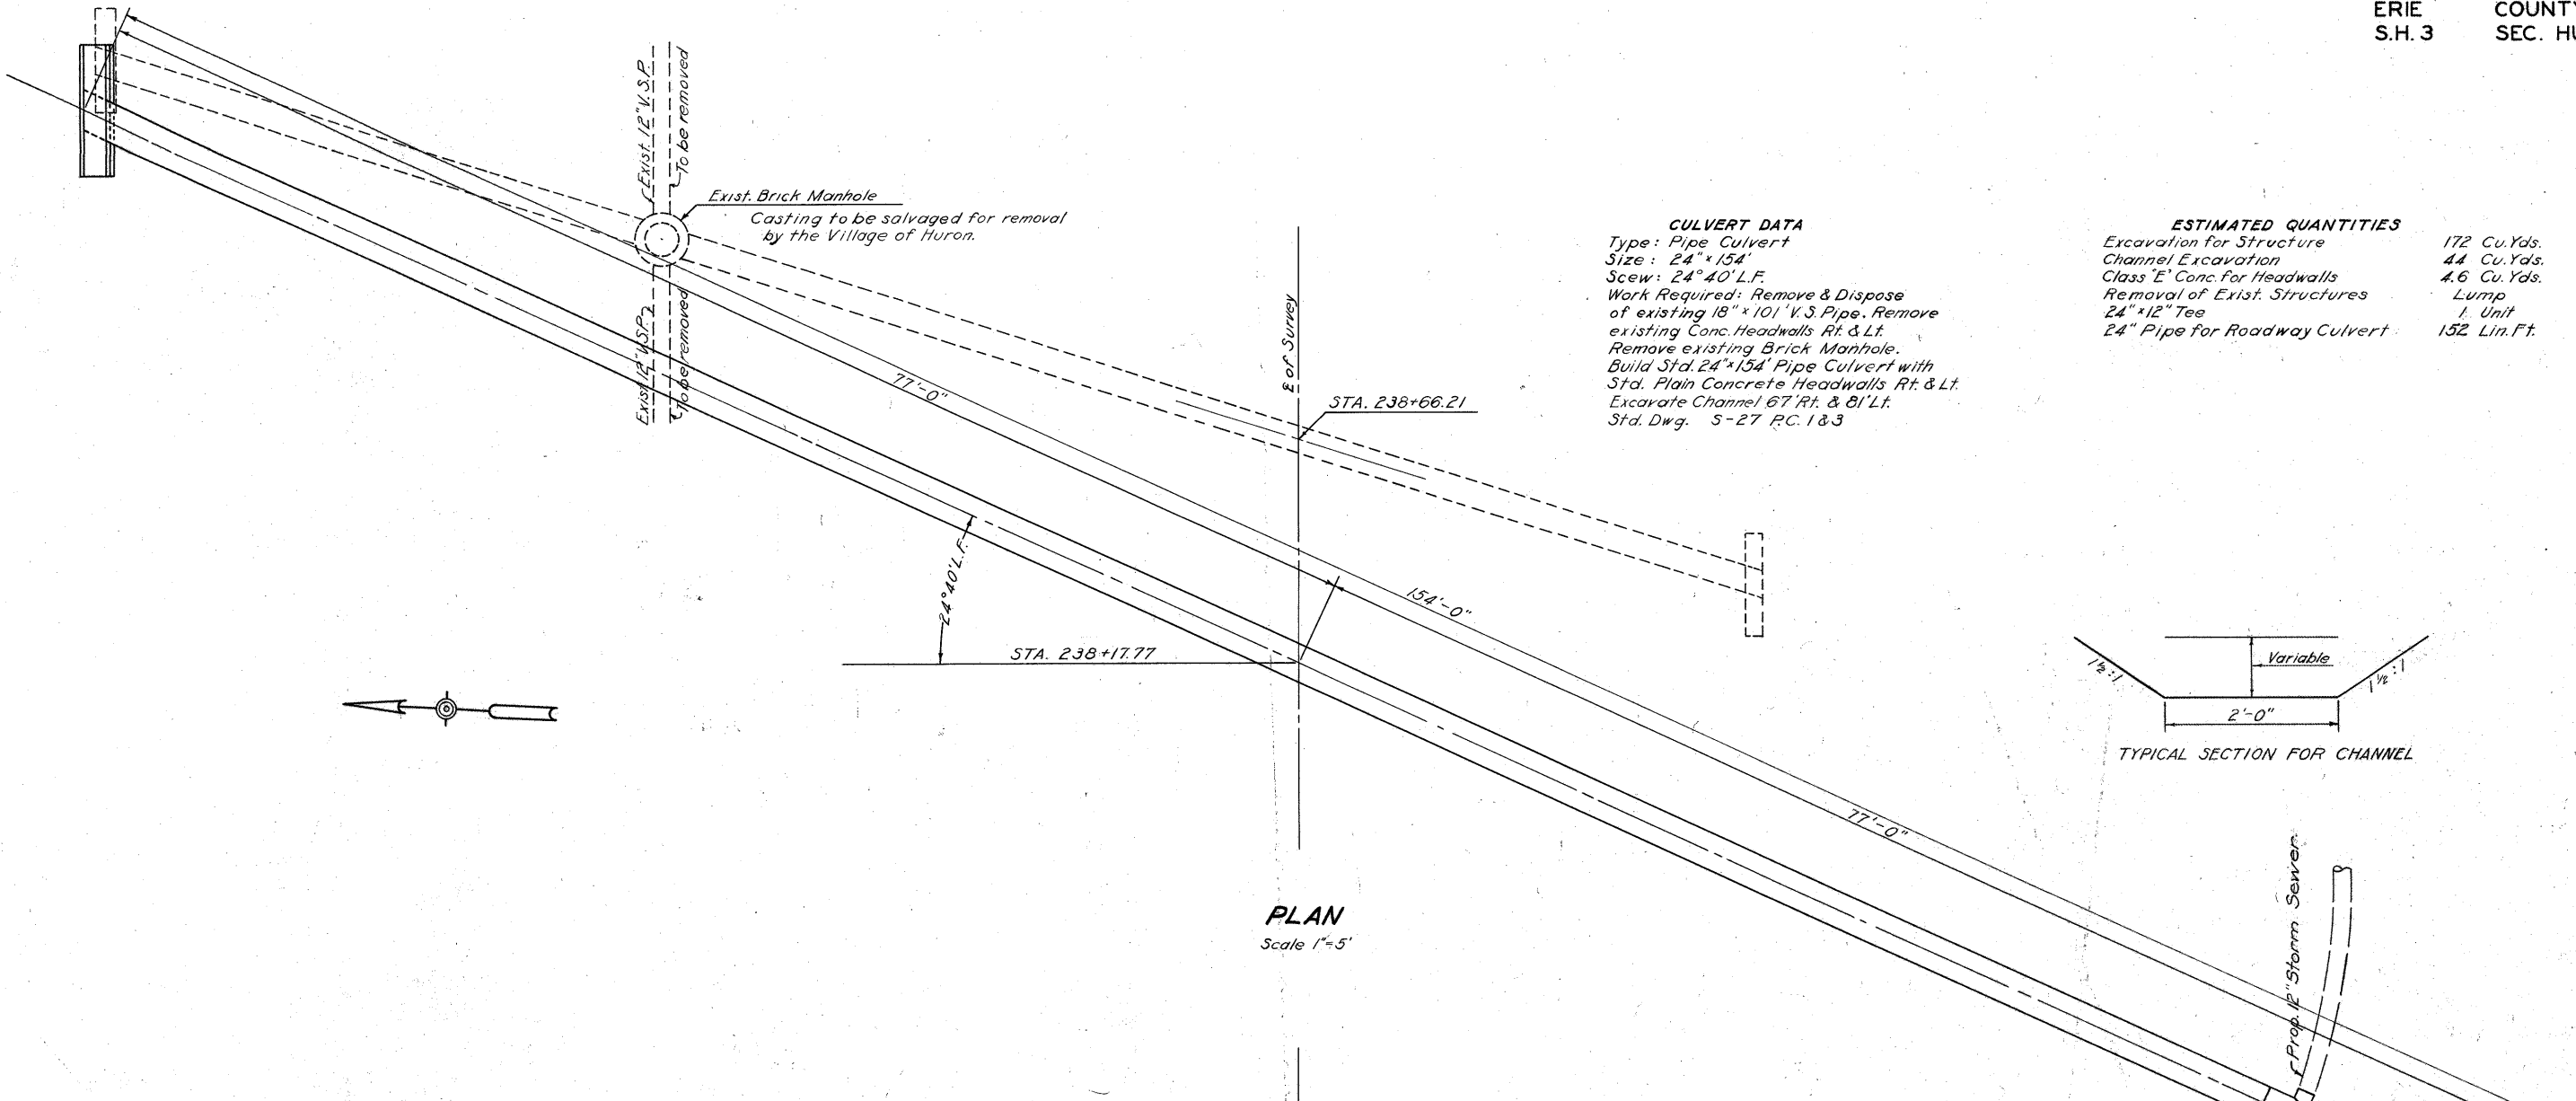 ERIE COUNTY
S.H. 3 SEC. HU
Exist. 12" V.S.P.
To be removed
Exist. Brick Manhole
Casting to be salvaged for removal
by the Village of Huron.
Exist. 12" V.S.P.
To be removed
CULVERT DATA
Type: Pipe Culvert
Size: 24" x 154'
Scew: 24°40' L.F.
Work Required: Remove & Dispose
of existing 18" x 101' V.S. Pipe. Remove
existing Conc. Headwalls Rt. & Lt.
Remove existing Brick Manhole.
Build Std. 24" x 154' Pipe Culvert with
Std. Plain Concrete Headwalls Rt. & Lt.
Excavate Channel 67' Rt. & 81' Lt.
Std. Dwg. S-27 P.C. 1 & 3
ESTIMATED QUANTITIES
Excavation for Structure 172 Cu. Yds.
Channel Excavation 44 Cu. Yds.
Class "E" Conc. for Headwalls 4.6 Cu. Yds.
Removal of Exist. Structures Lump
24" x 12" Tee 1 Unit
24" Pipe for Roadway Culvert 152 Lin. Ft.
77'-0"
℄ of Survey
STA. 238+66.21
24°40' L.F.
154'-0"
STA. 238+17.77
77'-0"
Variable
1½:1
1½:1
2'-0"
TYPICAL SECTION FOR CHANNEL
PLAN
Scale 1"=5'
Prop. 12" Storm Sewer